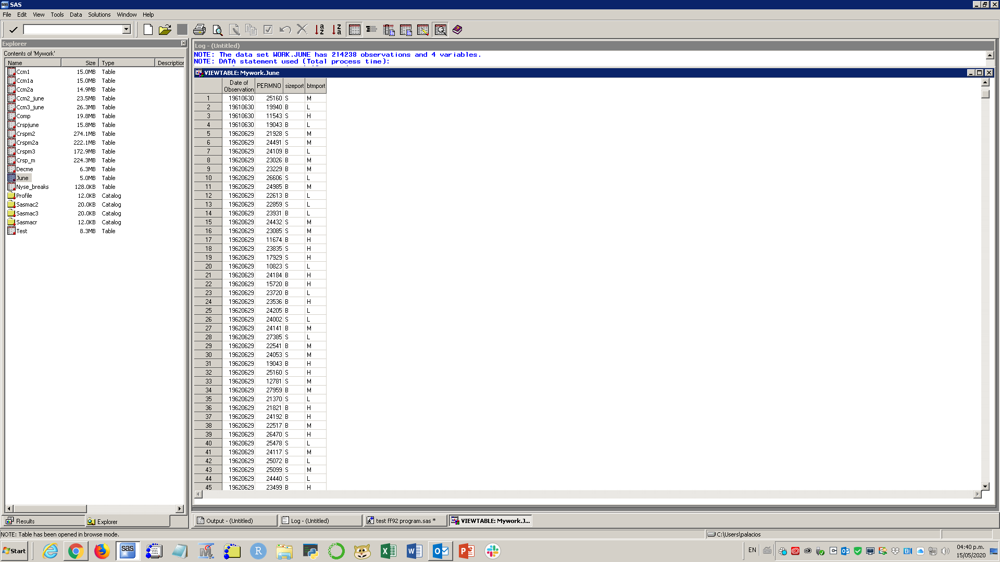 SAS
File Edit View Tools Data Solutions Window Help
Explorer
Contents of 'Mywork'
Name Size Type Description
Ccm1 15.0MB Table
Ccm1a 15.0MB Table
Ccm2a 14.9MB Table
Ccm2_june 23.5MB Table
Ccm3_june 26.3MB Table
Comp 19.8MB Table
Crspjune 15.8MB Table
Crspm2 274.1MB Table
Crspm2a 222.1MB Table
Crspm3 172.9MB Table
Crsp_m 224.3MB Table
Decme 6.3MB Table
June 5.0MB Table
Nyse_breaks 128.0KB Table
Profile 12.0KB Catalog
Sasmac2 20.0KB Catalog
Sasmac3 20.0KB Catalog
Sasmacr 12.0KB Catalog
Test 8.3MB Table
Results Explorer
Log - (Untitled)
NOTE: The data set WORK.JUNE has 214238 observations and 4 variables.
NOTE: DATA statement used (Total process time):
VIEWTABLE: Mywork.June
Date of Observation PERMNO sizeport btmport
1 19610630 25160 S M
2 19610630 19940 B L
3 19610630 11543 S H
4 19610630 19043 B L
5 19620629 21928 S M
6 19620629 24491 S M
7 19620629 24109 B L
8 19620629 23026 B M
9 19620629 23229 B M
10 19620629 26606 S L
11 19620629 24985 B M
12 19620629 22613 B L
13 19620629 22859 S L
14 19620629 23931 B L
15 19620629 24432 S M
16 19620629 23085 S M
17 19620629 11674 B H
18 19620629 23835 S H
19 19620629 17929 S H
20 19620629 10823 S L
21 19620629 24184 B H
22 19620629 15720 B H
23 19620629 23720 B L
24 19620629 23536 B H
25 19620629 24205 B L
26 19620629 24002 S L
27 19620629 24141 B M
28 19620629 27385 S L
29 19620629 22541 B M
30 19620629 24053 S M
31 19620629 19043 B H
32 19620629 25160 S H
33 19620629 12781 S M
34 19620629 27959 B M
35 19620629 21370 S L
36 19620629 21821 B H
37 19620629 24192 B H
38 19620629 22517 B M
39 19620629 26470 S H
40 19620629 25478 S L
41 19620629 24117 S M
42 19620629 25072 B L
43 19620629 25099 S M
44 19620629 24440 S L
45 19620629 23499 B H
Output - (Untitled) Log - (Untitled) test ff92 program.sas * VIEWTABLE: Mywork.J...
NOTE: Table has been opened in browse mode. C:\Users\palacios
Start EN 04:40 p.m.
15/05/2020